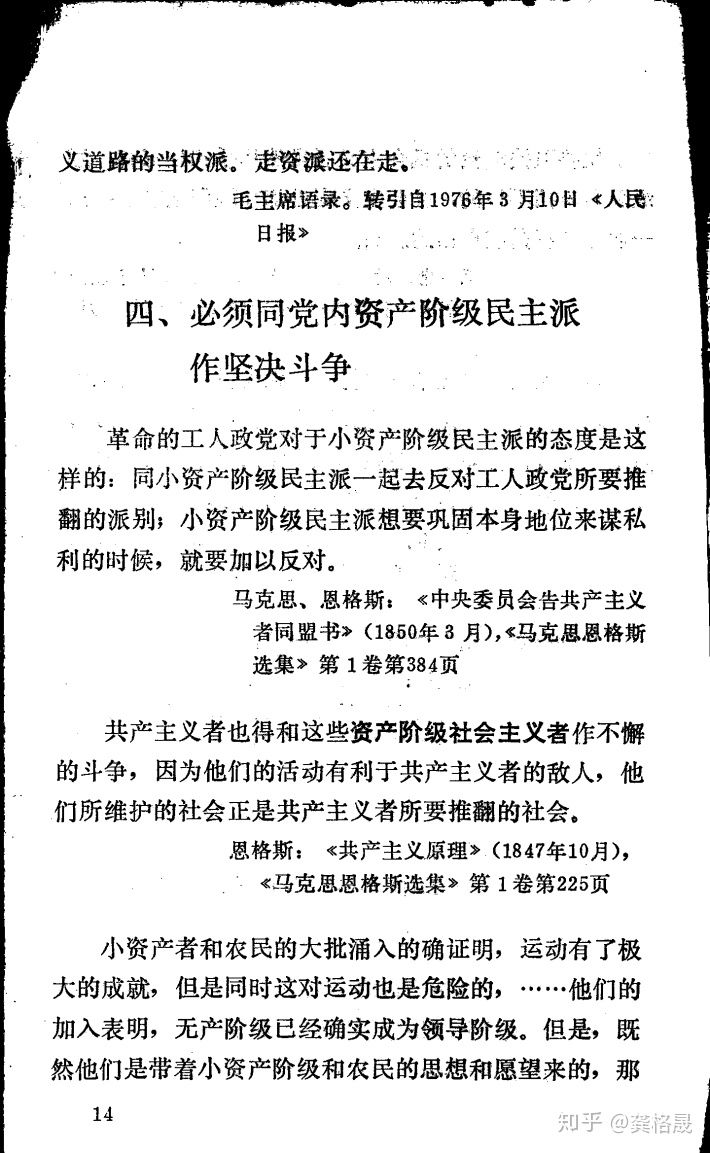 义道路的当权派。走资派还在走。
毛主席语录。转引自1976年3月10日《人民
日报》
四、必须同党内资产阶级民主派
作坚决斗争
革命的工人政党对于小资产阶级民主派的态度是这
样的：同小资产阶级民主派一起去反对工人政党所要推
翻的派别；小资产阶级民主派想要巩固本身地位来谋私
利的时候，就要加以反对。
马克思、恩格斯：《中央委员会告共产主义
者同盟书》（1850年3月），《马克思恩格斯
选集》第1卷第384页
共产主义者也得和这些资产阶级社会主义者作不懈
的斗争，因为他们的活动有利于共产主义者的敌人，他
们所维护的社会正是共产主义者所要推翻的社会。
恩格斯：《共产主义原理》（1847年10月），
《马克思恩格斯选集》第1卷第225页
小资产者和农民的大批涌入的确证明，运动有了极
大的成就，但是同时这对运动也是危险的，……他们的
加入表明，无产阶级已经确实成为领导阶级。但是，既
然他们是带着小资产阶级和农民的思想和愿望来的，那
14
知乎 @龚格晟